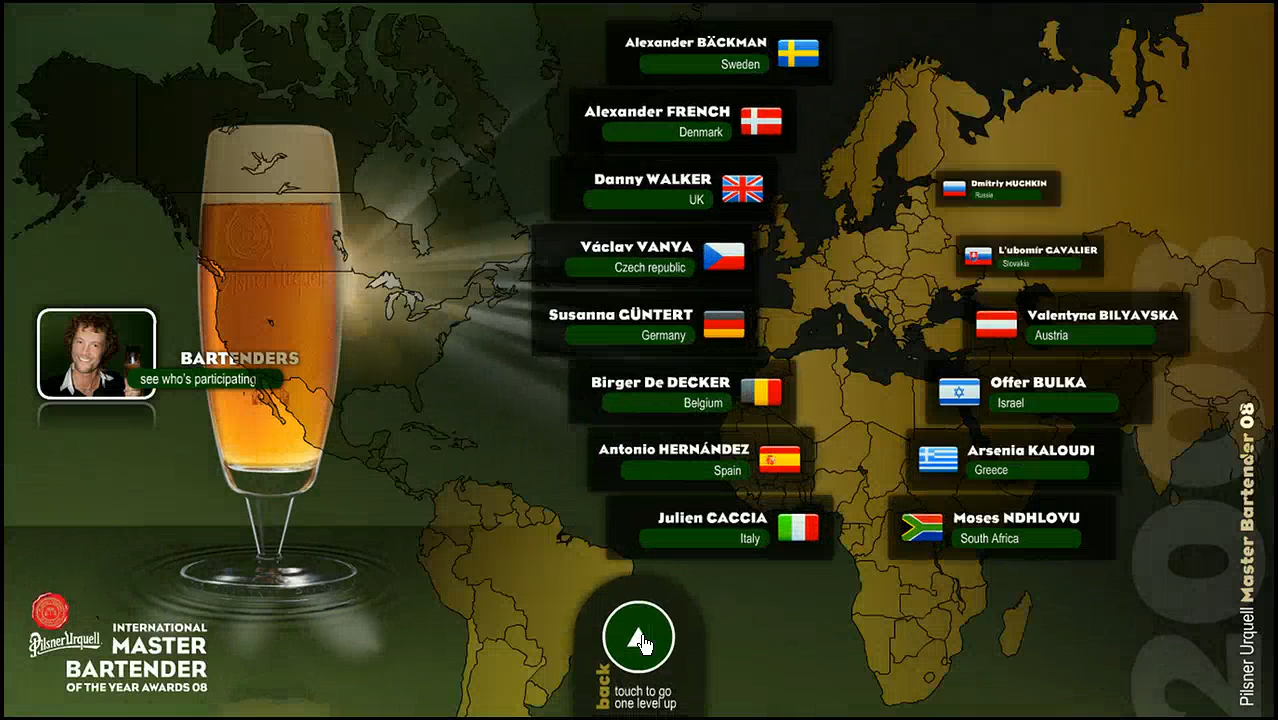 Alexander BÄCKMAN
Sweden
Alexander FRENCH
Denmark
Danny WALKER
UK
Václav VANYA
Czech republic
Susanna GÜNTERT
Germany
Birger De DECKER
Belgium
Antonio HERNÁNDEZ
Spain
Julien CACCIA
Italy
Dmitriy MUCHKIN
Russia
L'ubomír GAVALIER
Slovakia
Valentyna BILYAVSKA
Austria
Offer BULKA
Israel
Arsenia KALOUDI
Greece
Moses NDHLOVU
South Africa
BARTENDERS
see who's participating
Pilsner Urquell
INTERNATIONAL
MASTER
BARTENDER
OF THE YEAR AWARDS 08
back
touch to go
one level up
2008
Pilsner Urquell Master Bartender 08